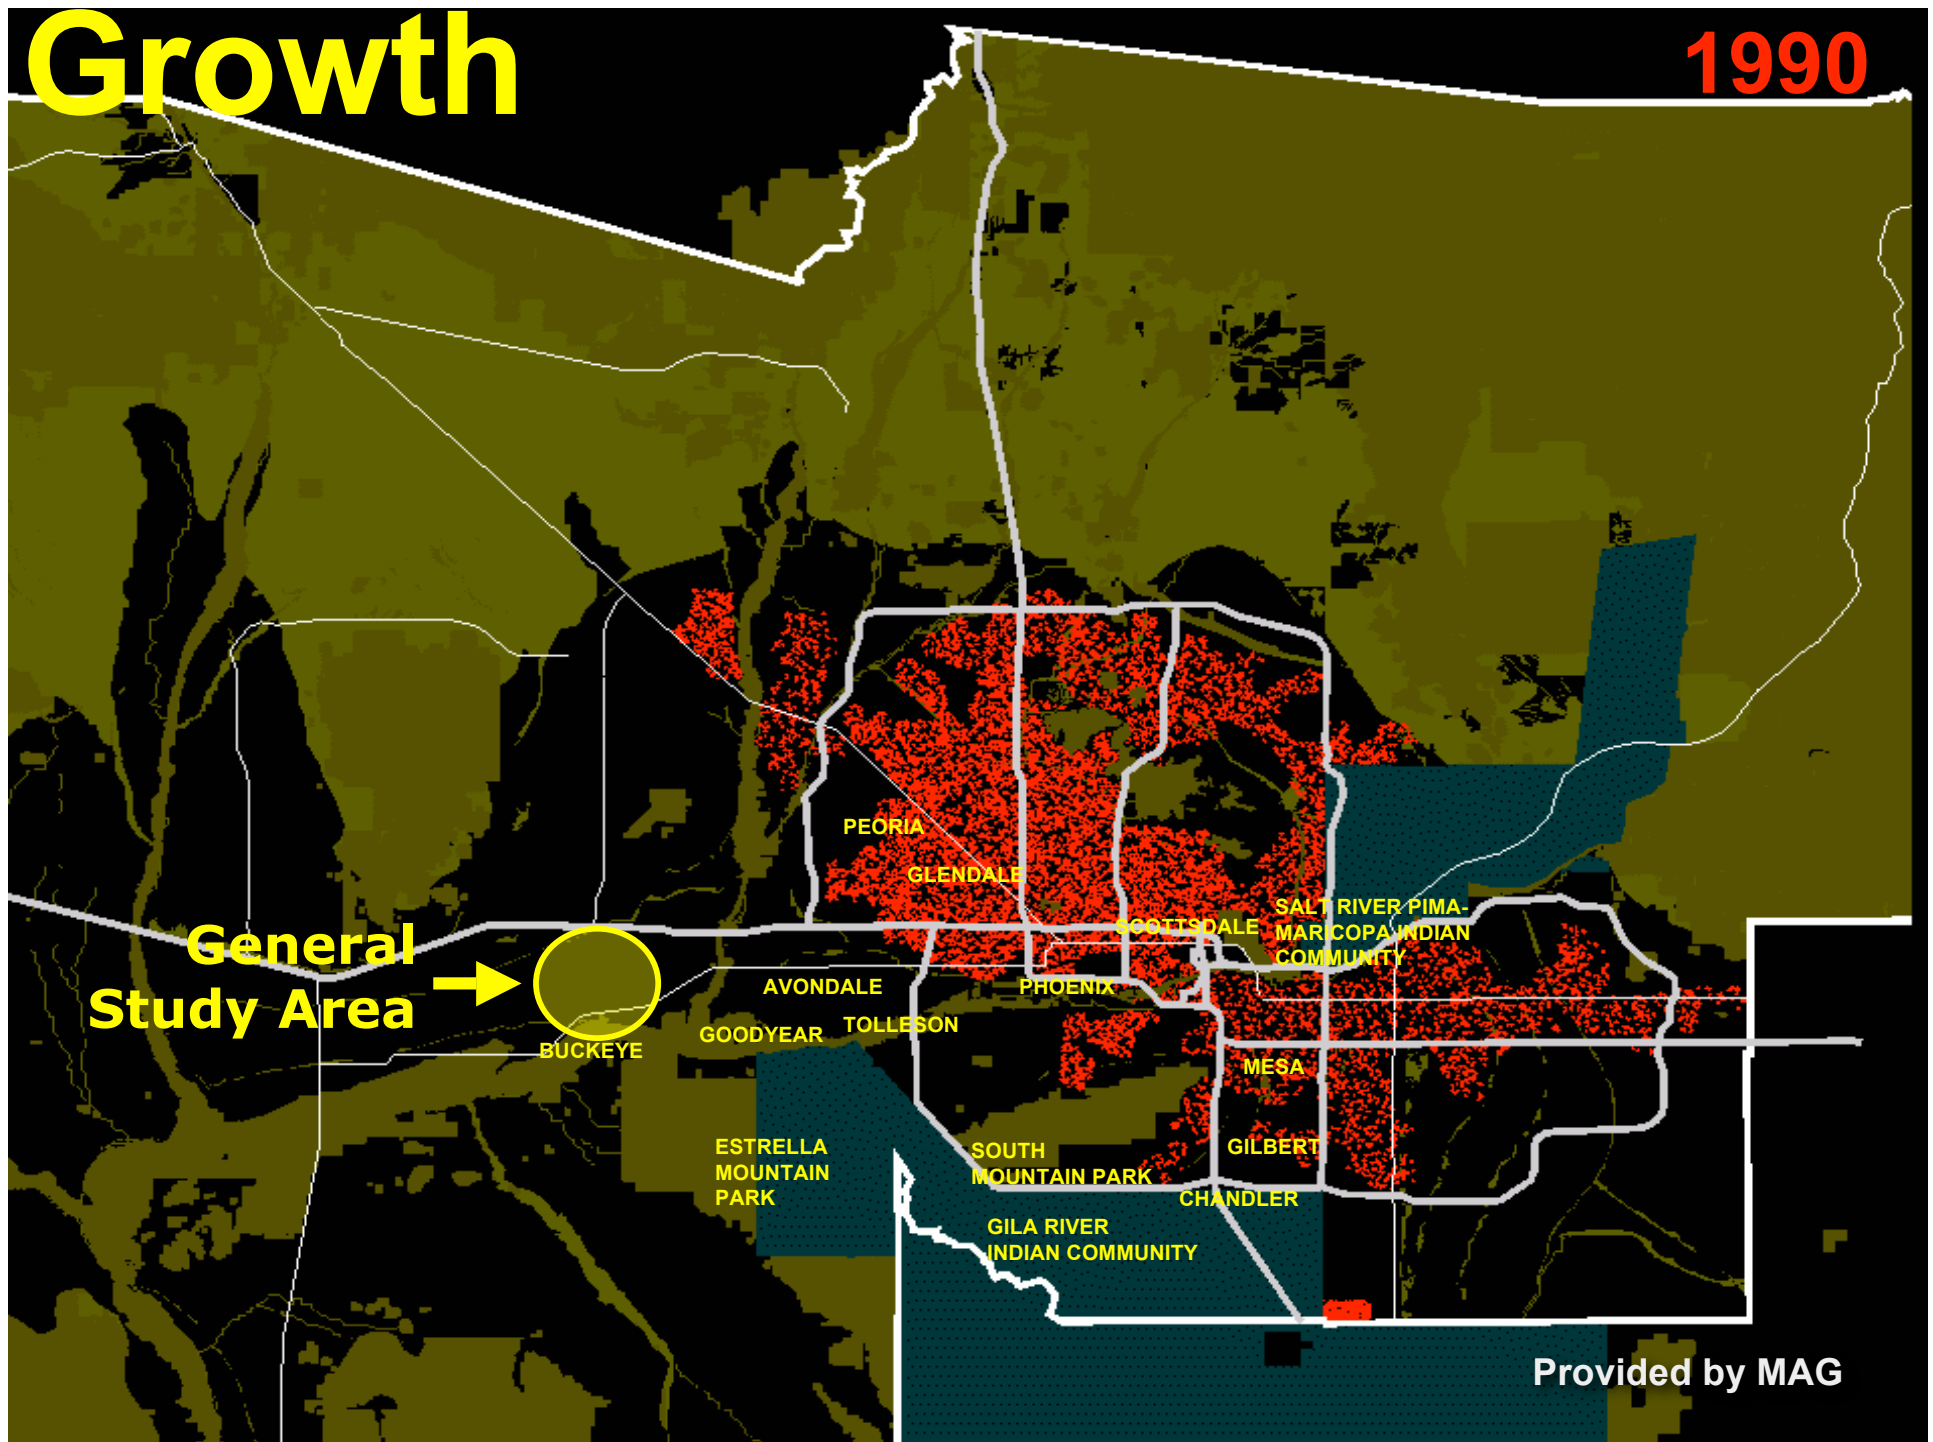 Growth
1990
PEORIA
GLENDALE
SCOTTSDALE
SALT RIVER PIMA-
MARICOPA INDIAN
COMMUNITY
General
Study Area
AVONDALE
PHOENIX
TOLLESON
GOODYEAR
BUCKEYE
MESA
ESTRELLA
MOUNTAIN
PARK
SOUTH
MOUNTAIN PARK
GILBERT
CHANDLER
GILA RIVER
INDIAN COMMUNITY
Provided by MAG